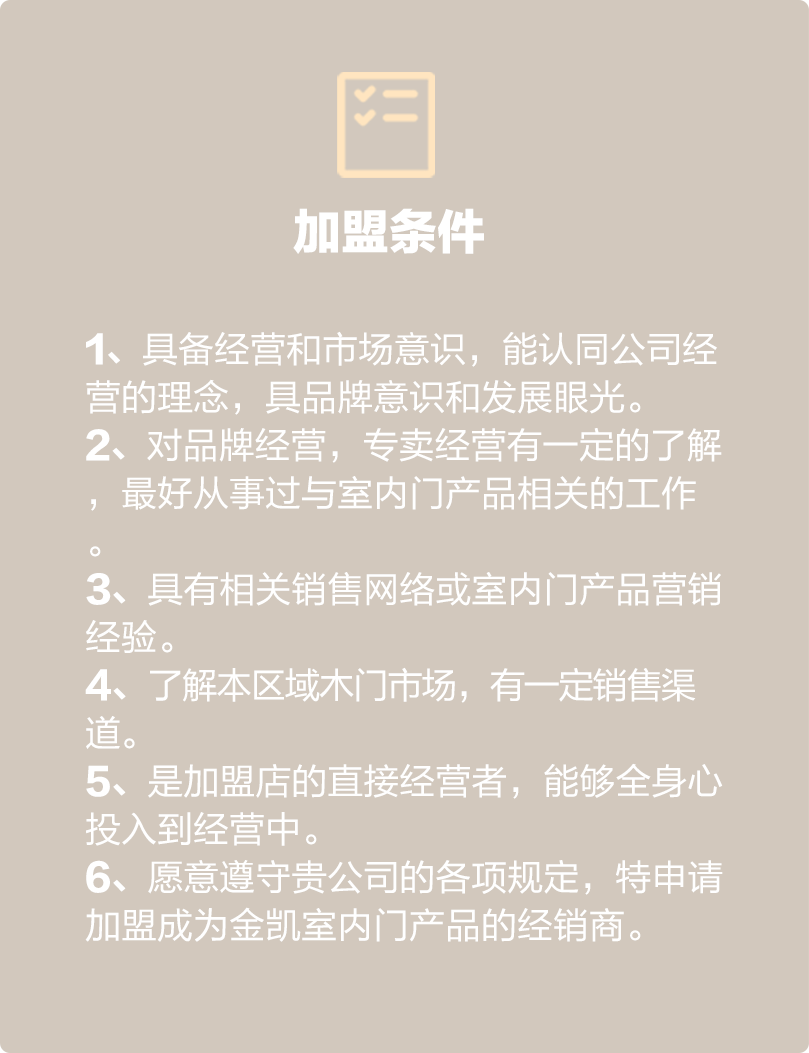 加盟条件
1、具备经营和市场意识，能认同公司经
营的理念，具品牌意识和发展眼光。
2、对品牌经营，专卖经营有一定的了解
，最好从事过与室内门产品相关的工作
。
3、具有相关销售网络或室内门产品营销
经验。
4、了解本区域木门市场，有一定销售渠
道。
5、是加盟店的直接经营者，能够全身心
投入到经营中。
6、愿意遵守贵公司的各项规定，特申请
加盟成为金凯室内门产品的经销商。